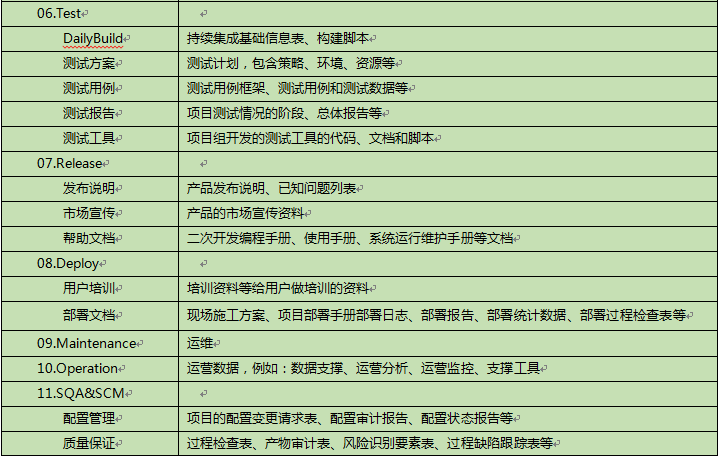 06.Test
DailyBuild 持续集成基础信息表、构建脚本
测试方案 测试计划，包含策略、环境、资源等
测试用例 测试用例框架、测试用例和测试数据等
测试报告 项目测试情况的阶段、总体报告等
测试工具 项目组开发的测试工具的代码、文档和脚本
07.Release
发布说明 产品发布说明、已知问题列表
市场宣传 产品的市场宣传资料
帮助文档 二次开发编程手册、使用手册、系统运行维护手册等文档
08.Deploy
用户培训 培训资料等给用户做培训的资料
部署文档 现场施工方案、项目部署手册部署日志、部署报告、部署统计数据、部署过程检查表等
09.Maintenance 运维
10.Operation 运营数据，例如：数据支撑、运营分析、运营监控、支撑工具
11.SQA&SCM
配置管理 项目的配置变更请求表、配置审计报告、配置状态报告等
质量保证 过程检查表、产物审计表、风险识别要素表、过程缺陷跟踪表等